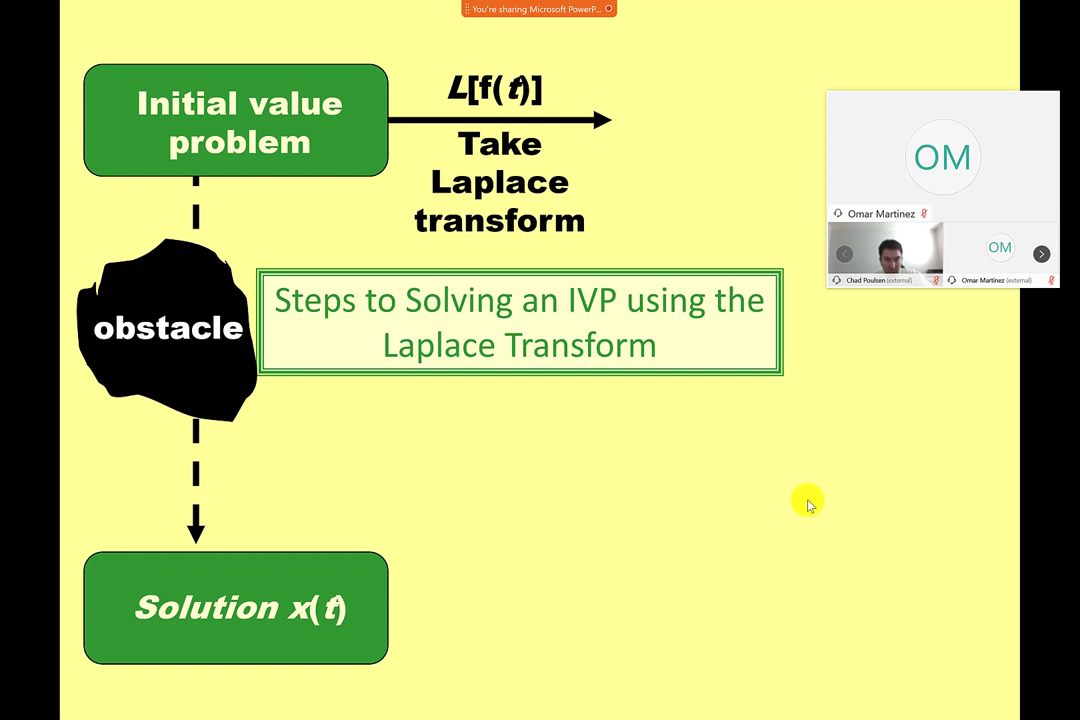 You're sharing Microsoft PowerP...
Initial value
problem
L[f(t)]
Take
Laplace
transform
OM
Omar Martinez
OM
Chad Poulsen (external)
Omar Martinez (external)
obstacle
Steps to Solving an IVP using the
Laplace Transform
Solution x(t)